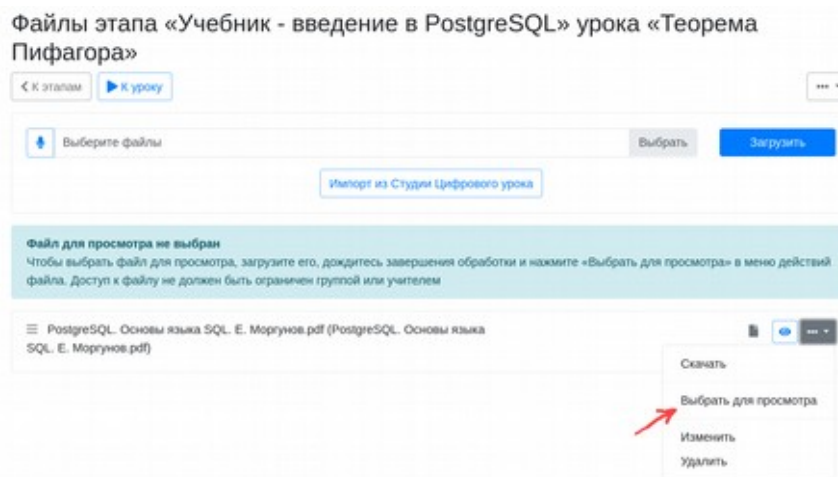 Файлы этапа «Учебник - введение в PostgreSQL» урока «Теорема
Пифагора»
К этапам
К уроку
Выберите файлы
Выбрать
Загрузить
Импорт из Студии Цифрового урока
Файл для просмотра не выбран
Чтобы выбрать файл для просмотра, загрузите его, дождитесь завершения обработки и нажмите «Выбрать для просмотра» в меню действий
файла. Доступ к файлу не должен быть ограничен группой или учителем
PostgreSQL. Основы языка SQL. Е. Моргунов.pdf (PostgreSQL. Основы языка
SQL. Е. Моргунов.pdf)
Скачать
Выбрать для просмотра
Изменить
Удалить